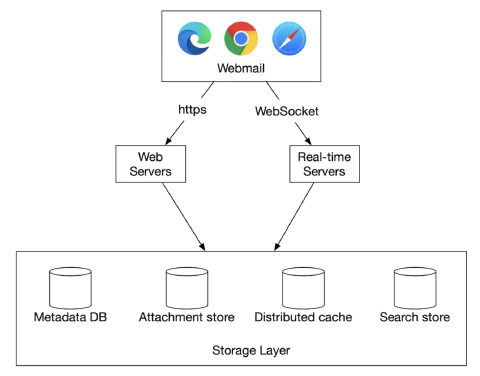 Webmail
https
WebSocket
Web
Servers
Real-time
Servers
Metadata DB
Attachment store
Distributed cache
Search store
Storage Layer